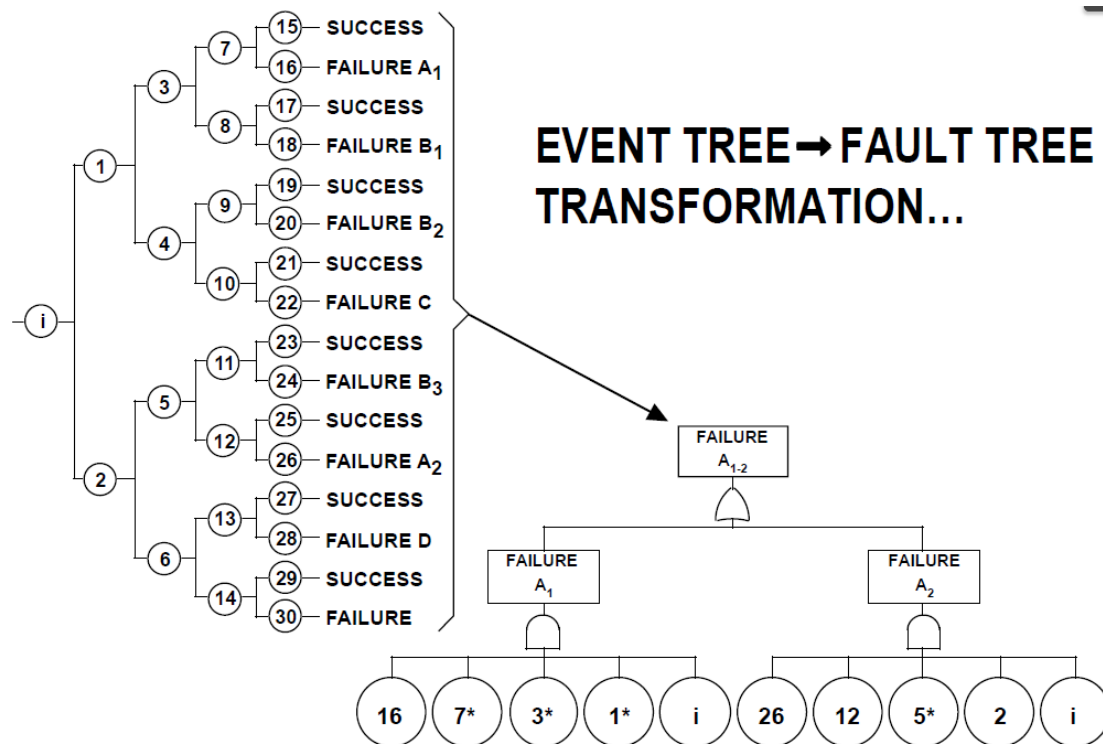 15 SUCCESS
7
16 FAILURE A1
3
17 SUCCESS
8
18 FAILURE B1
1
19 SUCCESS
9
20 FAILURE B2
4
21 SUCCESS
10
22 FAILURE C
i
23 SUCCESS
11
24 FAILURE B3
5
25 SUCCESS
12
26 FAILURE A2
2
27 SUCCESS
13
28 FAILURE D
6
29 SUCCESS
14
30 FAILURE
EVENT TREE→FAULT TREE
TRANSFORMATION...
FAILURE
A1-2
FAILURE
A1
FAILURE
A2
16 7* 3* 1* i 26 12 5* 2 i